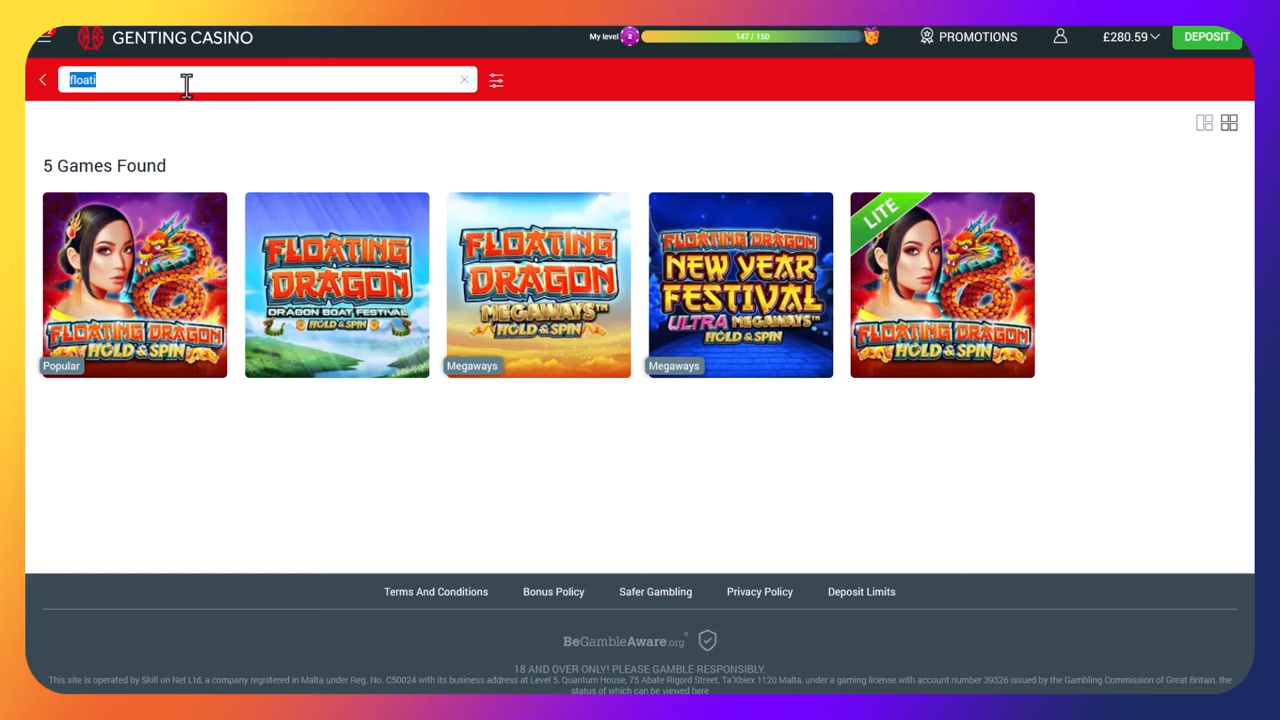 GENTING CASINO
My level 2 147 / 150 PROMOTIONS £280.59 DEPOSIT
floati
5 Games Found
FLOATING DRAGON
HOLD & SPIN
Popular
FLOATING
DRAGON
DRAGON BOAT FESTIVAL
HOLD & SPIN
FLOATING
DRAGON
MEGAWAYS™
HOLD & SPIN
Megaways
FLOATING DRAGON
NEW YEAR
FESTIVAL
ULTRA MEGAWAYS™
HOLD & SPIN
Megaways
LITE
FLOATING DRAGON
HOLD & SPIN
Terms And Conditions Bonus Policy Safer Gambling Privacy Policy Deposit Limits
BeGambleAware.org®
18 AND OVER ONLY! PLEASE GAMBLE RESPONSIBLY.
This site is operated by Skill on Net Ltd, a company registered in Malta under Reg. No. C50024 with its business address at Level 5, Quantum House, 75 Abate Rigord Street, Ta'Xbiex 1120 Malta, under a gaming license with account number 39326 issued by the Gambling Commission of Great Britain, the
status of which can be viewed here